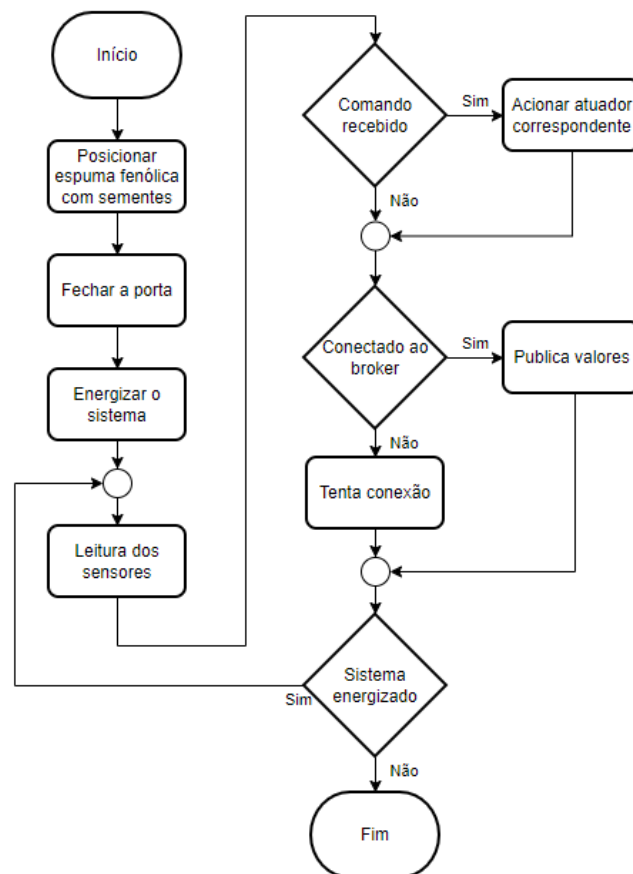 Início
Posicionar
espuma fenólica
com sementes
Fechar a porta
Energizar o
sistema
Leitura dos
sensores
Comando
recebido
Sim
Acionar atuador
correspondente
Não
Conectado ao
broker
Sim
Publica valores
Não
Tenta conexão
Sistema
energizado
Sim
Não
Fim